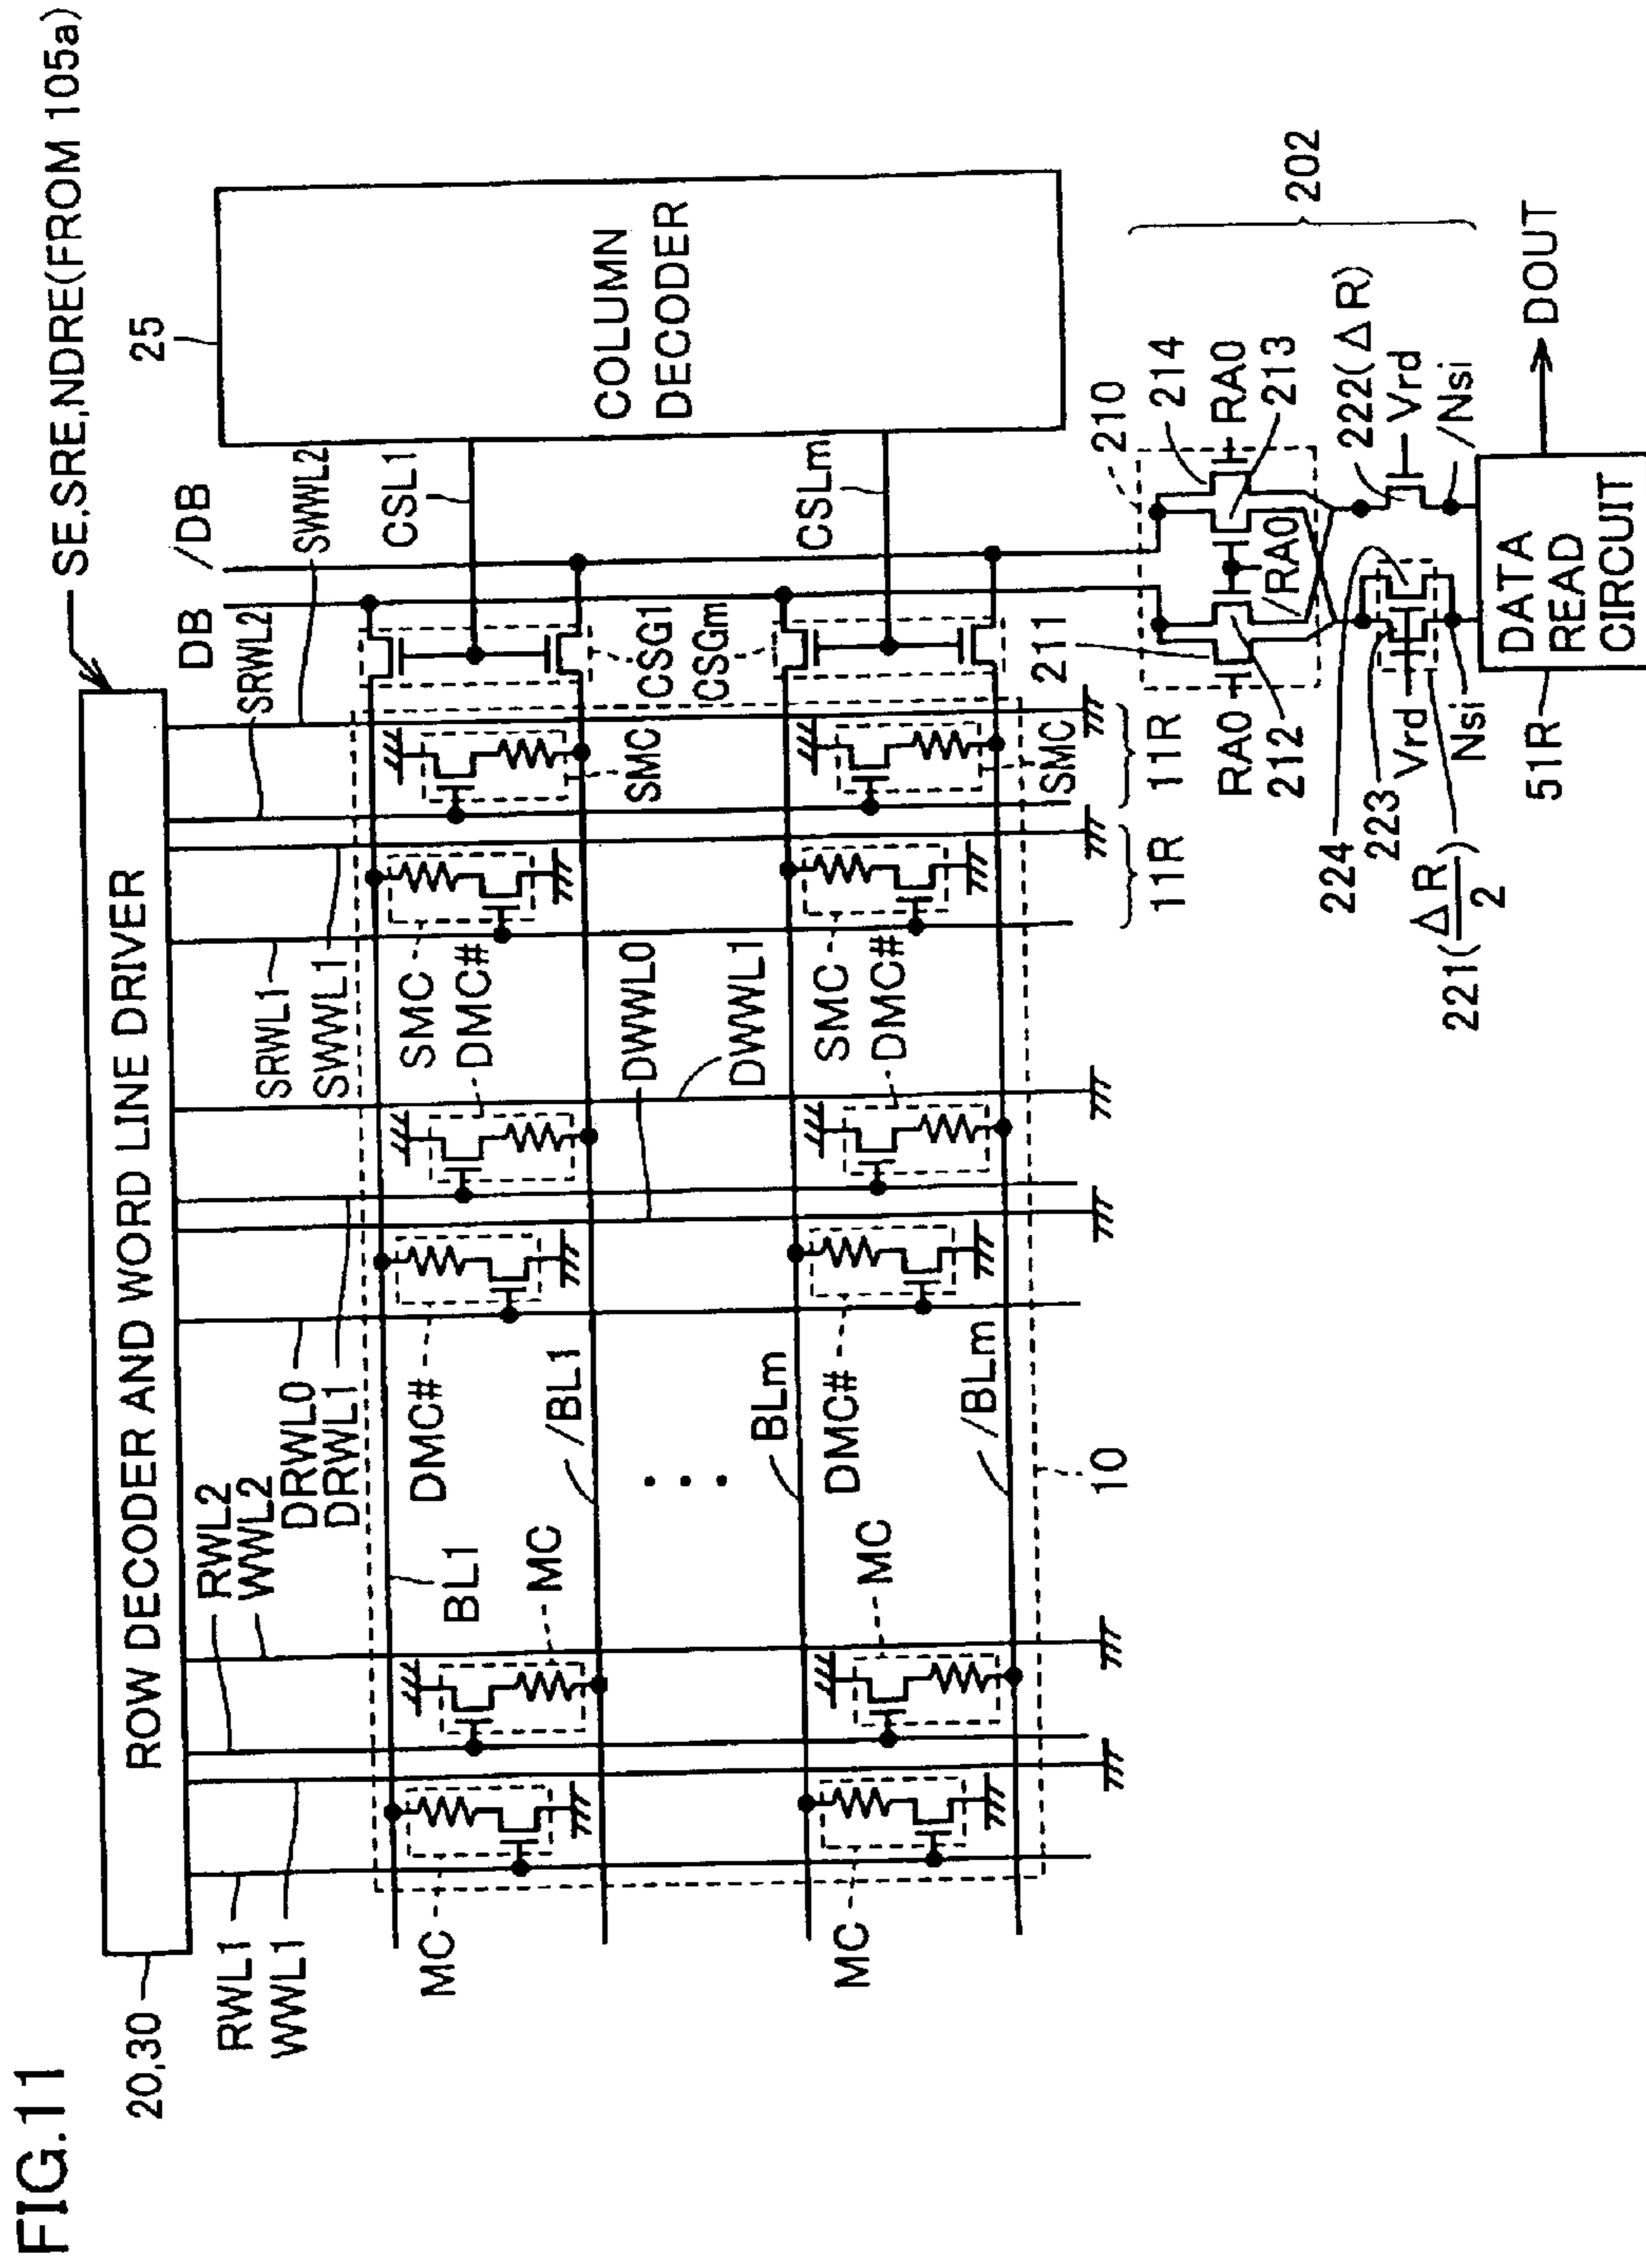 FIG.11
SE,SRE,NDRE(FROM 105a)
20,30
ROW DECODER AND WORD LINE DRIVER
25
COLUMN
DECODER
RWL1
WWL1
RWL2
WWL2
DRWL0
DRWL1
SRWL1
SWWL1
SRWL2
SWWL2
DB
/DB
CSL1
CSLm
CSG1
CSGm
MC
MC
MC
MC
BL1
/BL1
BLm
/BLm
DMC#
DMC#
DMC#
DMC#
DWWL0
DWWL1
SMC
SMC
SMC
SMC
10
11R
11R
202
210
211
212
213
214
RA0
RA0
/RA0
221(ΔR/2)
222(ΔR)
223
224
Vrd
Vrd
Nsi
/Nsi
51R
DATA
READ
CIRCUIT
DOUT